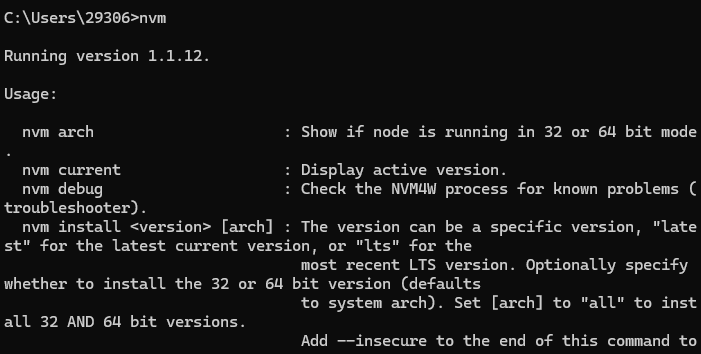 C:\Users\29306>nvm
Running version 1.1.12.
Usage:
  nvm arch                     : Show if node is running in 32 or 64 bit mode
.
  nvm current                  : Display active version.
  nvm debug                    : Check the NVM4W process for known problems (
troubleshooter).
  nvm install <version> [arch] : The version can be a specific version, "late
st" for the latest current version, or "lts" for the
                                 most recent LTS version. Optionally specify
whether to install the 32 or 64 bit version (defaults
                                 to system arch). Set [arch] to "all" to inst
all 32 AND 64 bit versions.
                                 Add --insecure to the end of this command to